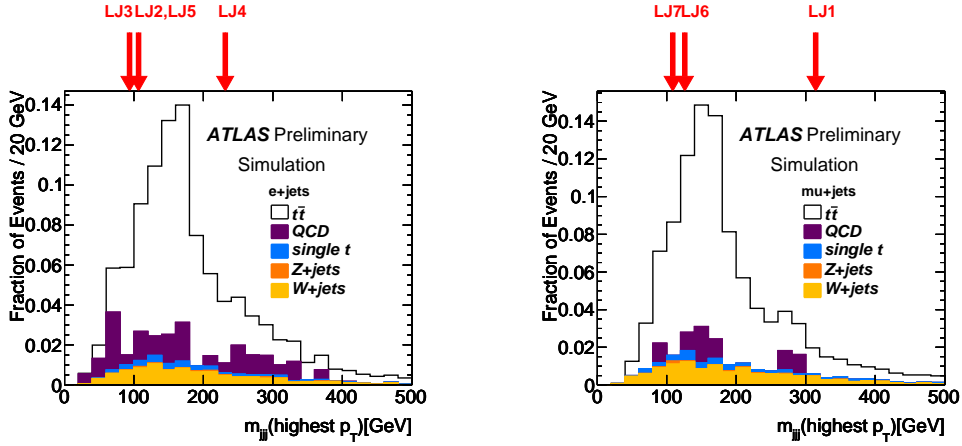 LJ3 LJ2,LJ5 LJ4
0.14
0.12
0.1
0.08
0.06
0.04
0.02
0
Fraction of Events / 20 GeV
ATLAS Preliminary
Simulation
e+jets
tt̄
QCD
single t
Z+jets
W+jets
0 100 200 300 400 500
m_jjj(highest p_T)[GeV]
LJ7 LJ6 LJ1
0.14
0.12
0.1
0.08
0.06
0.04
0.02
0
Fraction of Events / 20 GeV
ATLAS Preliminary
Simulation
mu+jets
tt̄
QCD
single t
Z+jets
W+jets
0 100 200 300 400 500
m_jjj(highest p_T)[GeV]